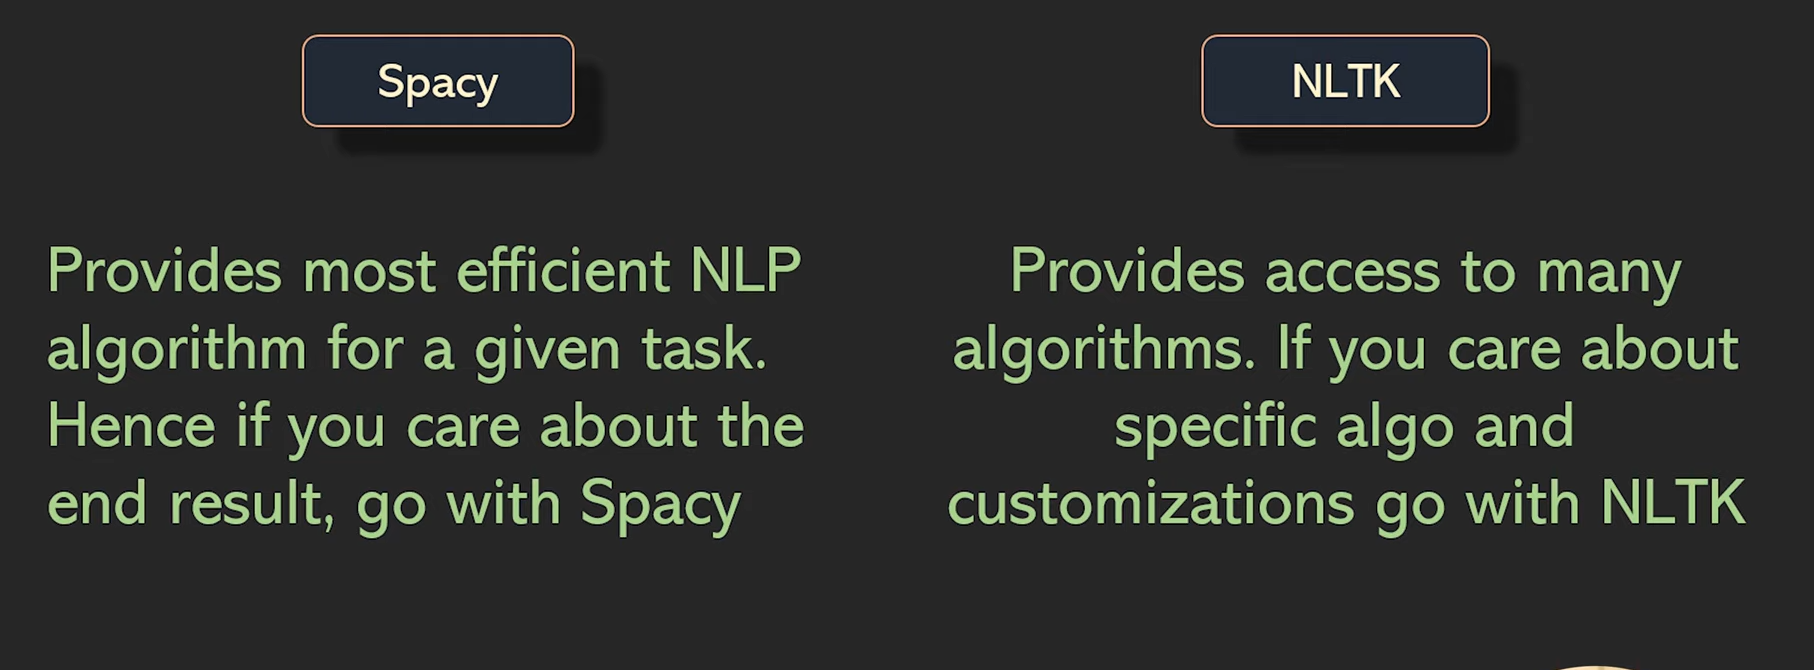 Spacy
Provides most efficient NLP
algorithm for a given task.
Hence if you care about the
end result, go with Spacy
NLTK
Provides access to many
algorithms. If you care about
specific algo and
customizations go with NLTK